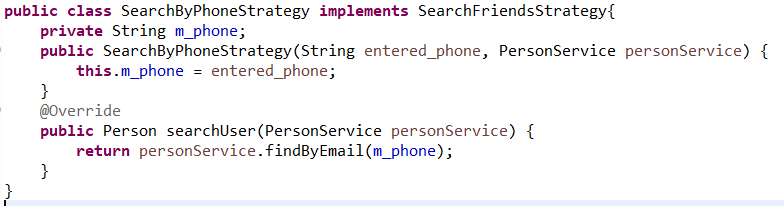 public class SearchByPhoneStrategy implements SearchFriendsStrategy{
    private String m_phone;
    public SearchByPhoneStrategy(String entered_phone, PersonService personService) {
        this.m_phone = entered_phone;
    }
    @Override
    public Person searchUser(PersonService personService) {
        return personService.findByEmail(m_phone);
    }
}